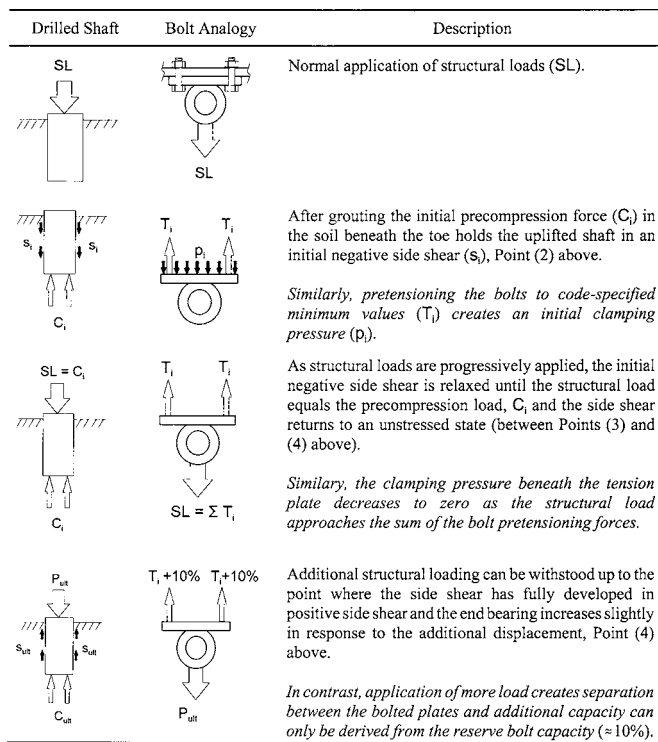 Drilled Shaft Bolt Analogy Description
SL
SL
Normal application of structural loads (SL).
sᵢ sᵢ
Cᵢ
Tᵢ Tᵢ
pᵢ
After grouting the initial precompression force (Cᵢ) in
the soil beneath the toe holds the uplifted shaft in an
initial negative side shear (sᵢ), Point (2) above.
Similarly, pretensioning the bolts to code-specified
minimum values (Tᵢ) creates an initial clamping
pressure (pᵢ).
SL = Cᵢ
Cᵢ
Tᵢ Tᵢ
SL = Σ Tᵢ
As structural loads are progressively applied, the initial
negative side shear is relaxed until the structural load
equals the precompression load, Cᵢ and the side shear
returns to an unstressed state (between Points (3) and
(4) above).
Similary, the clamping pressure beneath the tension
plate decreases to zero as the structural load
approaches the sum of the bolt pretensioning forces.
Pult
sult sult
Cult
Tᵢ +10% Tᵢ+10%
Pult
Additional structural loading can be withstood up to the
point where the side shear has fully developed in
positive side shear and the end bearing increases slightly
in response to the additional displacement, Point (4)
above.
In contrast, application of more load creates separation
between the bolted plates and additional capacity can
only be derived from the reserve bolt capacity (≈10%).